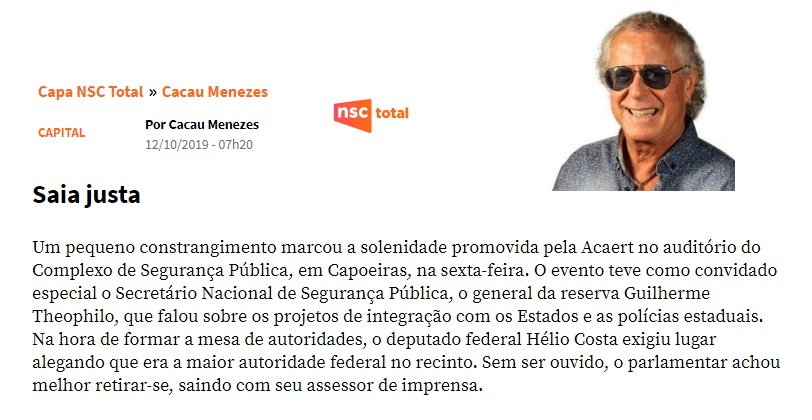 Capa NSC Total » Cacau Menezes
nsc total
CAPITAL
Por Cacau Menezes
12/10/2019 - 07h20
Saia justa
Um pequeno constrangimento marcou a solenidade promovida pela Acaert no auditório do
Complexo de Segurança Pública, em Capoeiras, na sexta-feira. O evento teve como convidado
especial o Secretário Nacional de Segurança Pública, o general da reserva Guilherme
Theophilo, que falou sobre os projetos de integração com os Estados e as polícias estaduais.
Na hora de formar a mesa de autoridades, o deputado federal Hélio Costa exigiu lugar
alegando que era a maior autoridade federal no recinto. Sem ser ouvido, o parlamentar achou
melhor retirar-se, saindo com seu assessor de imprensa.